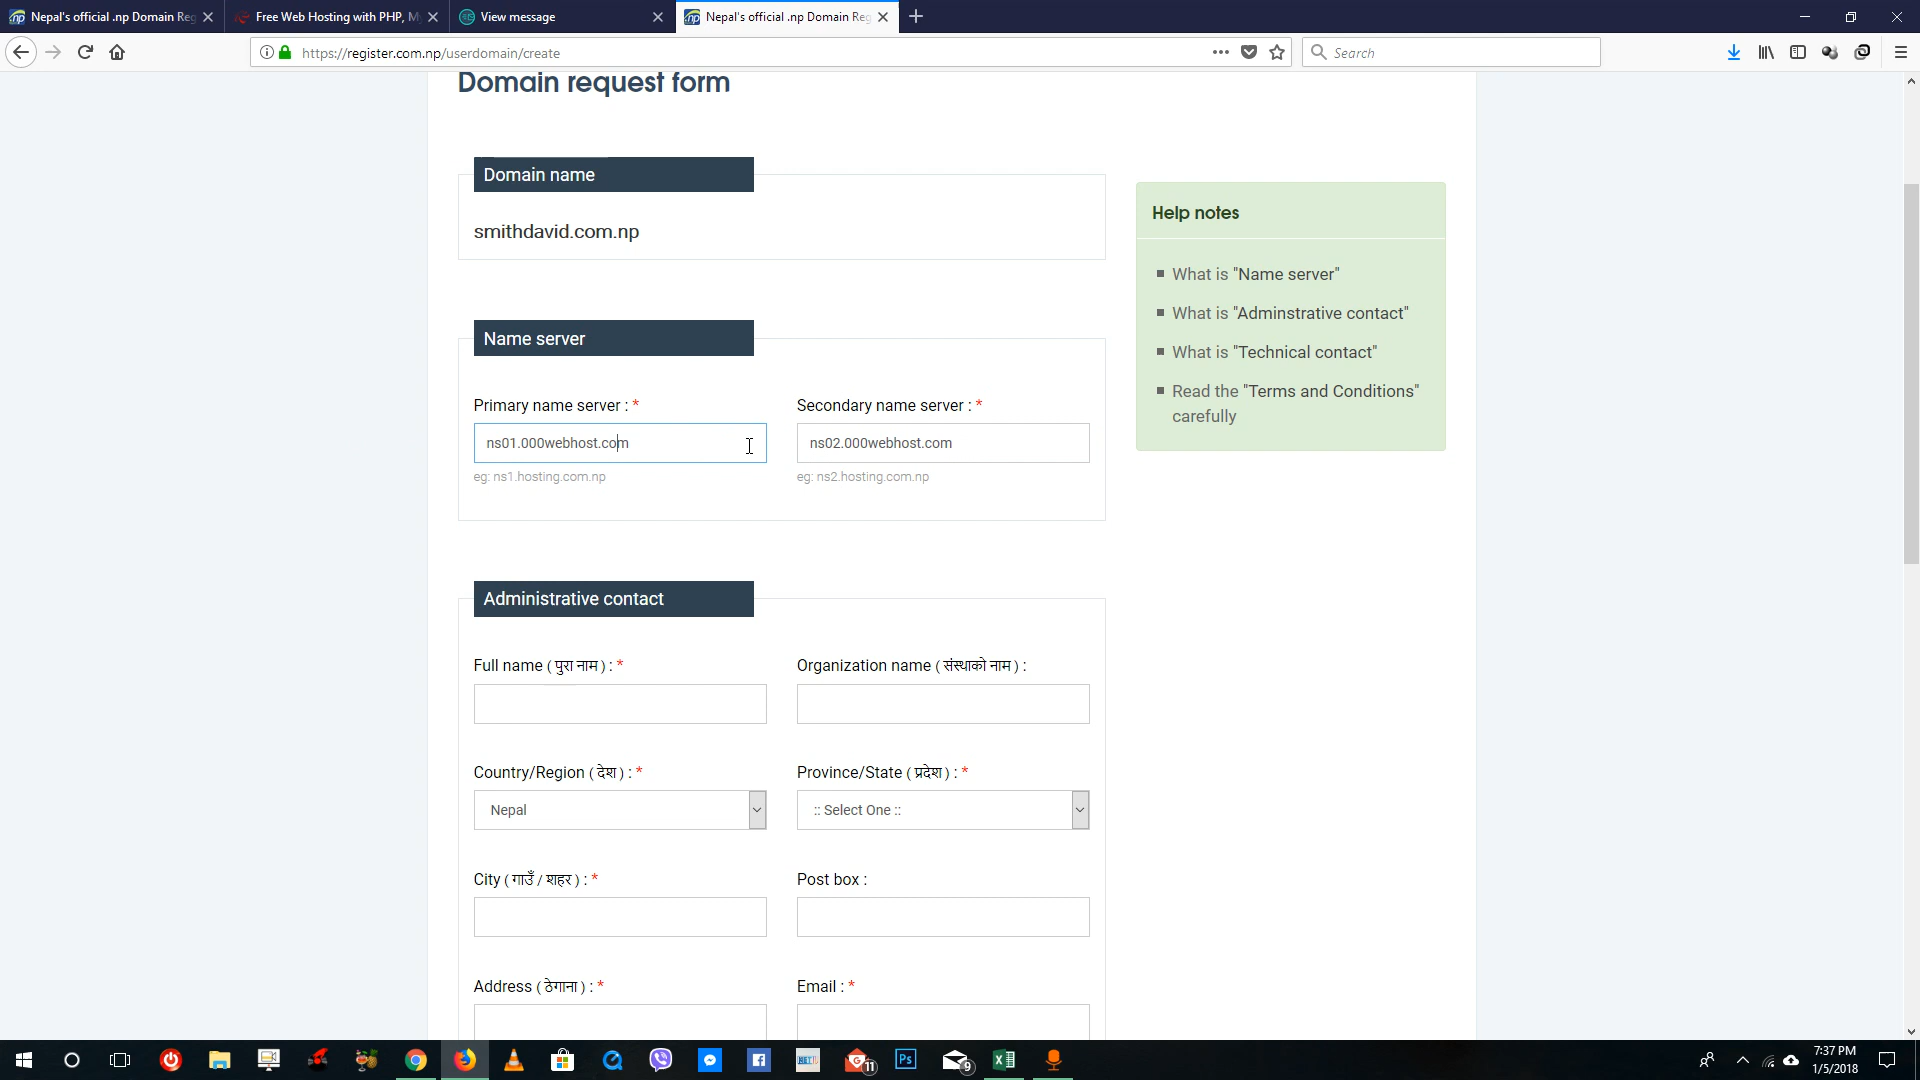 Nepal's official .np Domain Reg
Free Web Hosting with PHP, M
View message
Nepal's official .np Domain Reg
https://register.com.np/userdomain/create
Search
Domain request form
Domain name
smithdavid.com.np
Help notes
What is "Name server"
What is "Adminstrative contact"
What is "Technical contact"
Read the "Terms and Conditions"
carefully
Name server
Primary name server : *
Secondary name server : *
ns01.000webhost.com
ns02.000webhost.com
eg: ns1.hosting.com.np
eg: ns2.hosting.com.np
Administrative contact
Full name ( पुरा नाम ) : *
Organization name ( संस्थाको नाम ) :
Country/Region ( देश ) : *
Province/State ( प्रदेश ) : *
Nepal
:: Select One ::
City ( गाउँ / शहर ) : *
Post box :
Address ( ठेगाना ) : *
Email : *
11
Ps
9
7:37 PM
1/5/2018